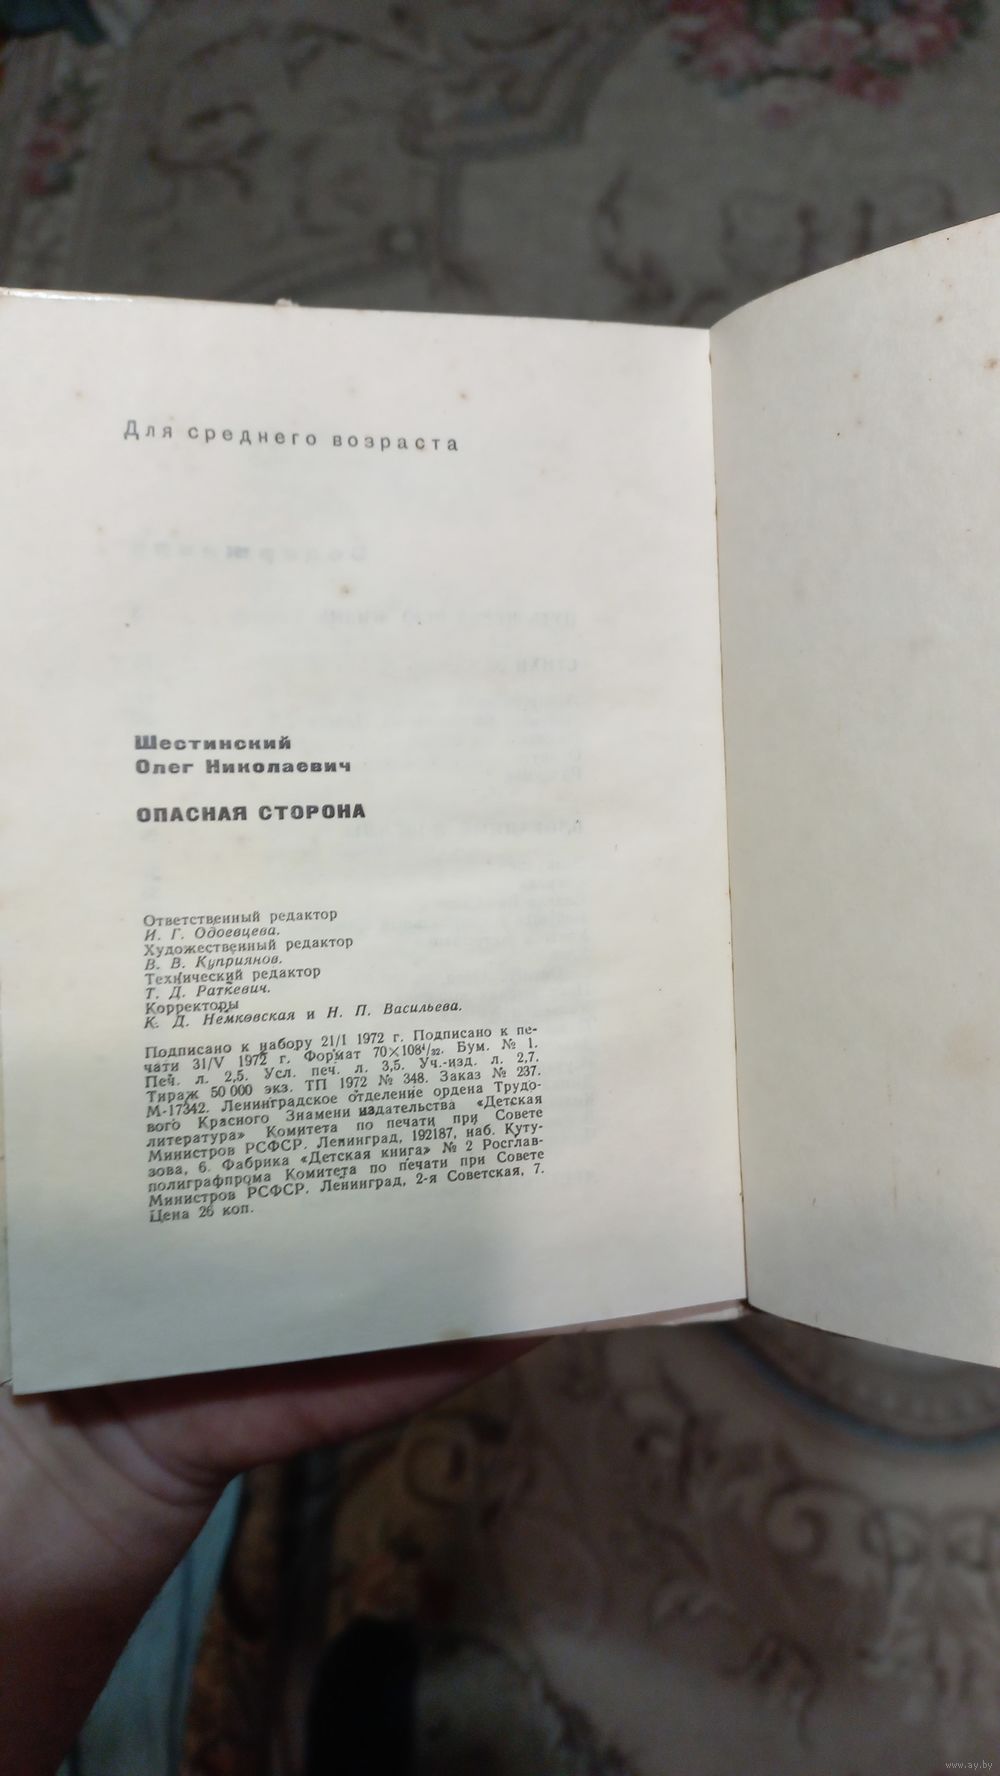 Для среднего возраста
Шестинский
Олег Николаевич
ОПАСНАЯ СТОРОНА
Ответственный редактор
И. Г. Одоевцева.
Художественный редактор
В. В. Куприянов.
Технический редактор
Т. Д. Раткевич.
Корректоры
К. Д. Немковская и Н. П. Васильева.
Подписано к набору 21/I 1972 г. Подписано к пе-
чати 31/V 1972 г. Формат 70×108¹/₃₂. Бум. № 1.
Печ. л. 2,5. Усл. печ. л. 3,5. Уч.-изд. л. 2,7.
Тираж 50 000 экз. ТП 1972 № 348. Заказ № 237.
М-17342. Ленинградское отделение ордена Трудо-
вого Красного Знамени издательства «Детская
литература» Комитета по печати при Совете
Министров РСФСР. Ленинград, 192187, наб. Куту-
зова, 6. Фабрика «Детская книга» № 2 Росглав-
полиграфпрома Комитета по печати при Совете
Министров РСФСР. Ленинград, 2-я Советская, 7.
Цена 26 коп.
www.ay.by